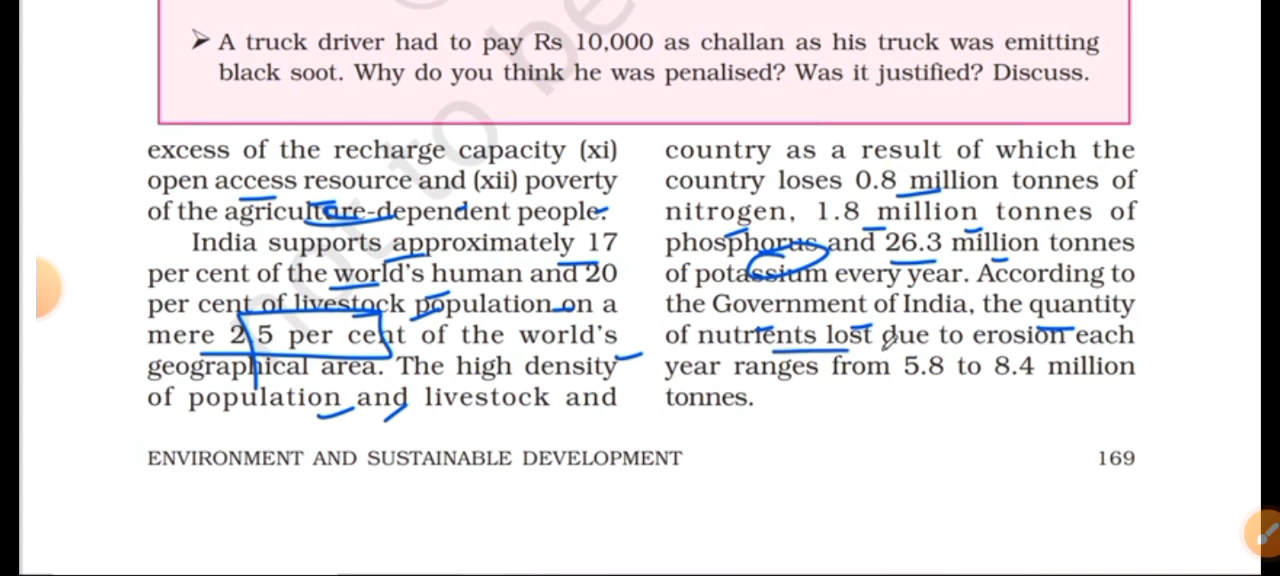 ➢ A truck driver had to pay Rs 10,000 as challan as his truck was emitting
black soot. Why do you think he was penalised? Was it justified? Discuss.
excess of the recharge capacity (xi)
open access resource and (xii) poverty
of the agriculture-dependent people.
India supports approximately 17
per cent of the world's human and 20
per cent of livestock population on a
mere 2.5 per cent of the world's
geographical area. The high density
of population and livestock and
country as a result of which the
country loses 0.8 million tonnes of
nitrogen, 1.8 million tonnes of
phosphorus and 26.3 million tonnes
of potassium every year. According to
the Government of India, the quantity
of nutrients lost due to erosion each
year ranges from 5.8 to 8.4 million
tonnes.
ENVIRONMENT AND SUSTAINABLE DEVELOPMENT
169
not to be